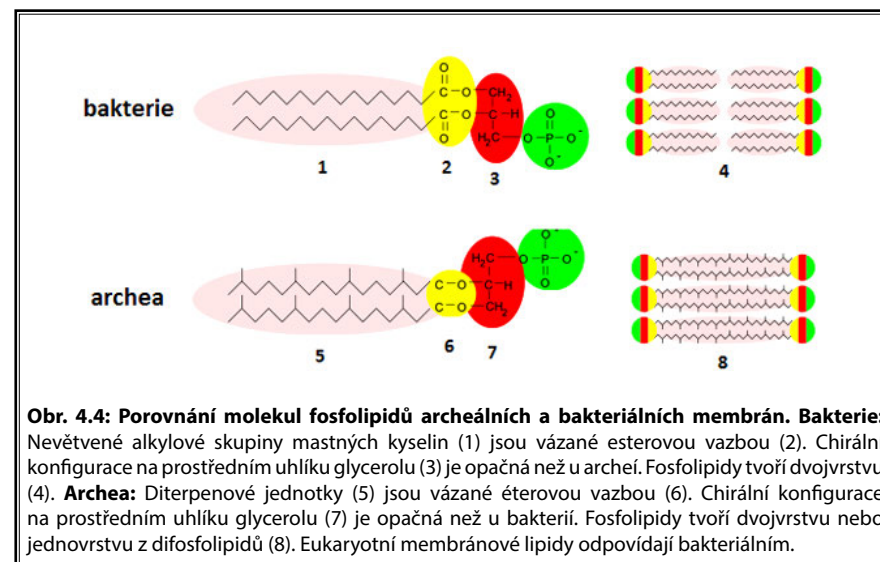 bakterie
O
C–O–CH2
C–O–C–H
O
H2C
O
O–P–O-
O-
1
2
3
4
archea
O-
H2C
O–P–O-
O
C–O–C–H
C–O–CH2
5
6
7
8
Obr. 4.4: Porovnání molekul fosfolipidů archeálních a bakteriálních membrán. Bakterie:
Nevětvené alkylové skupiny mastných kyselin (1) jsou vázané esterovou vazbou (2). Chirální
konfigurace na prostředním uhlíku glycerolu (3) je opačná než u archeí. Fosfolipidy tvoří dvojvrstvu
(4). Archea: Diterpenové jednotky (5) jsou vázané éterovou vazbou (6). Chirální konfigurace
na prostředním uhlíku glycerolu (7) je opačná než u bakterií. Fosfolipidy tvoří dvojvrstvu nebo
jednovrstvu z difosfolipidů (8). Eukaryotní membránové lipidy odpovídají bakteriálním.